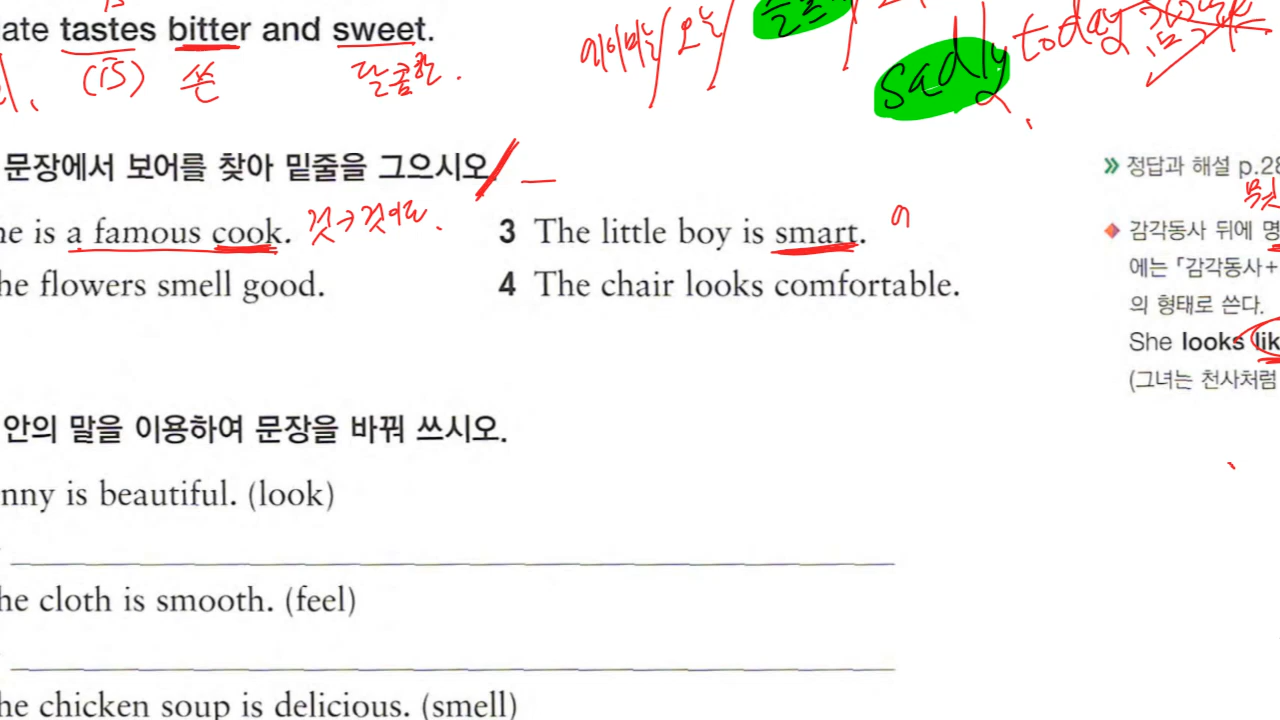 ate tastes bitter and sweet.
(is) 쓴 달콤한.
sadly today
문장에서 보어를 찾아 밑줄을 그으시오.
정답과 해설 p.28
he is a famous cook. 것→것이다.
3 The little boy is smart.
감각동사 뒤에 명
he flowers smell good.
4 The chair looks comfortable.
에는 「감각동사+
의 형태로 쓴다.
She looks lik
(그녀는 천사처럼
안의 말을 이용하여 문장을 바꿔 쓰시오.
nny is beautiful. (look)
he cloth is smooth. (feel)
he chicken soup is delicious. (smell)